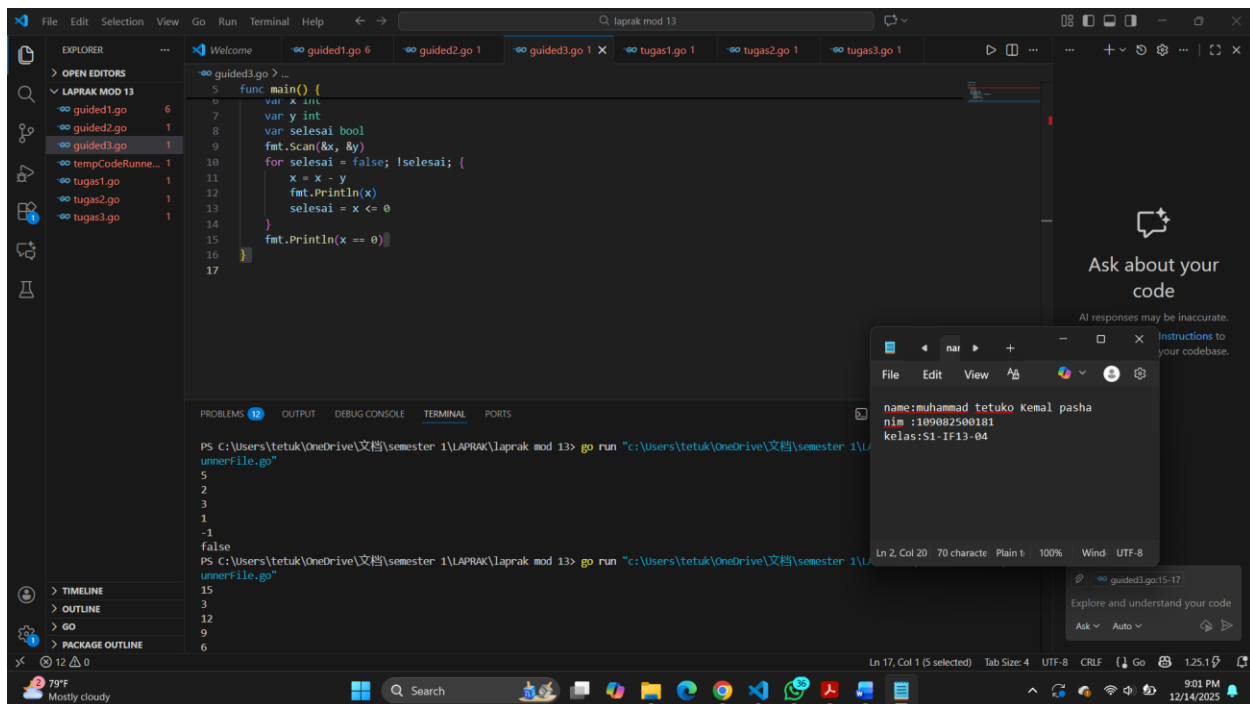 File Edit Selection View Go Run Terminal Help
laprak mod 13
EXPLORER
Welcome
guided1.go 6
guided2.go 1
guided3.go 1
tugas1.go 1
tugas2.go 1
tugas3.go 1
OPEN EDITORS
LAPRAK MOD 13
guided1.go 6
guided2.go 1
guided3.go 1
tempCodeRunne... 1
tugas1.go 1
tugas2.go 1
tugas3.go 1
TIMELINE
OUTLINE
GO
PACKAGE OUTLINE
guided3.go > ...
5 func main() {
6 var x int
7 var y int
8 var selesai bool
9 fmt.Scan(&x, &y)
10 for selesai = false; !selesai; {
11 x = x - y
12 fmt.Println(x)
13 selesai = x <= 0
14 }
15 fmt.Println(x == 0)
16 }
17
PROBLEMS 12 OUTPUT DEBUG CONSOLE TERMINAL PORTS
PS C:\Users\tetuk\OneDrive\文档\semester 1\LAPRAK\laprak mod 13> go run "c:\Users\tetuk\OneDrive\文档\semester 1\LA
unnerFile.go"
5
2
3
1
-1
false
PS C:\Users\tetuk\OneDrive\文档\semester 1\LAPRAK\laprak mod 13> go run "c:\Users\tetuk\OneDrive\文档\semester 1\LA
unnerFile.go"
15
3
12
9
6
Ask about your
code
AI responses may be inaccurate.
Instructions to
your codebase.
nar
File Edit View
name:muhammad tetuko Kemal pasha
nim :109082500181
kelas:S1-IF13-04
Ln 2, Col 20 70 characte Plain t 100% Wind UTF-8
guided3.go:15-17
Explore and understand your code
Ask Auto
12 0
Ln 17, Col 1 (5 selected) Tab Size: 4 UTF-8 CRLF Go 1.25.1
2
79°F
Mostly cloudy
Search
36
9:01 PM
12/14/2025